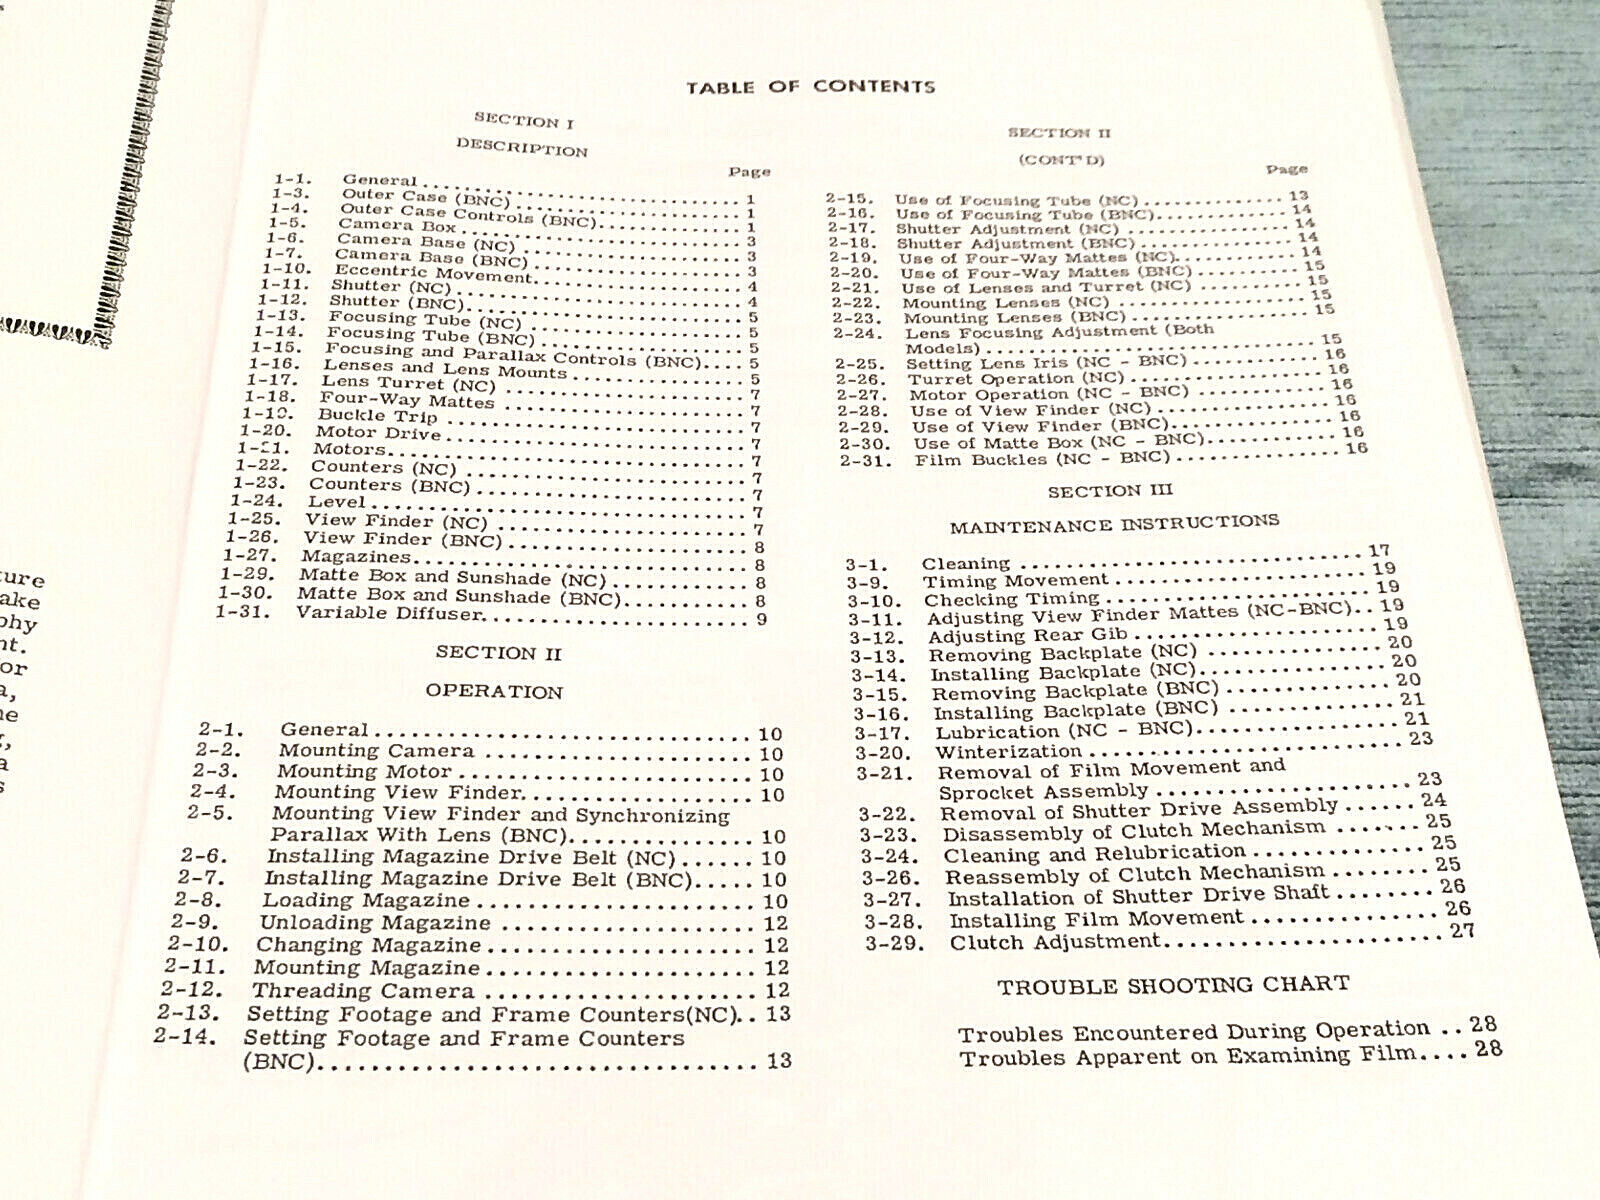 TABLE OF CONTENTS
SECTION I
DESCRIPTION
Page
1-1. General .......... 1
1-3. Outer Case (BNC) .......... 1
1-4. Outer Case Controls (BNC) .......... 1
1-5. Camera Box .......... 3
1-6. Camera Base (NC) .......... 3
1-7. Camera Base (BNC) .......... 3
1-10. Eccentric Movement .......... 4
1-11. Shutter (NC) .......... 4
1-12. Shutter (BNC) .......... 5
1-13. Focusing Tube (NC) .......... 5
1-14. Focusing Tube (BNC) .......... 5
1-15. Focusing and Parallax Controls (BNC) .... 5
1-16. Lenses and Lens Mounts .......... 5
1-17. Lens Turret (NC) .......... 7
1-18. Four-Way Mattes .......... 7
1-19. Buckle Trip .......... 7
1-20. Motor Drive .......... 7
1-21. Motors .......... 7
1-22. Counters (NC) .......... 7
1-23. Counters (BNC) .......... 7
1-24. Level .......... 7
1-25. View Finder (NC) .......... 7
1-26. View Finder (BNC) .......... 8
1-27. Magazines .......... 8
1-29. Matte Box and Sunshade (NC) .......... 8
1-30. Matte Box and Sunshade (BNC) .......... 8
1-31. Variable Diffuser .......... 9
SECTION II
OPERATION
2-1. General .......... 10
2-2. Mounting Camera .......... 10
2-3. Mounting Motor .......... 10
2-4. Mounting View Finder .......... 10
2-5. Mounting View Finder and Synchronizing
Parallax With Lens (BNC) .......... 10
2-6. Installing Magazine Drive Belt (NC) ...... 10
2-7. Installing Magazine Drive Belt (BNC) ..... 10
2-8. Loading Magazine .......... 10
2-9. Unloading Magazine .......... 12
2-10. Changing Magazine .......... 12
2-11. Mounting Magazine .......... 12
2-12. Threading Camera .......... 12
2-13. Setting Footage and Frame Counters(NC) .. 13
2-14. Setting Footage and Frame Counters
(BNC) .......... 13
SECTION II
(CONT'D)
Page
2-15. Use of Focusing Tube (NC) .......... 13
2-16. Use of Focusing Tube (BNC) .......... 14
2-17. Shutter Adjustment (NC) .......... 14
2-18. Shutter Adjustment (BNC) .......... 14
2-19. Use of Four-Way Mattes (NC) .......... 14
2-20. Use of Four-Way Mattes (BNC) .......... 15
2-21. Use of Lenses and Turret (NC) .......... 15
2-22. Mounting Lenses (NC) .......... 15
2-23. Mounting Lenses (BNC) .......... 15
2-24. Lens Focusing Adjustment (Both
Models) .......... 15
2-25. Setting Lens Iris (NC - BNC) .......... 16
2-26. Turret Operation (NC) .......... 16
2-27. Motor Operation (NC - BNC) .......... 16
2-28. Use of View Finder (NC) .......... 16
2-29. Use of View Finder (BNC) .......... 16
2-30. Use of Matte Box (NC - BNC) .......... 16
2-31. Film Buckles (NC - BNC) .......... 16
SECTION III
MAINTENANCE INSTRUCTIONS
3-1. Cleaning .......... 17
3-9. Timing Movement .......... 19
3-10. Checking Timing .......... 19
3-11. Adjusting View Finder Mattes (NC-BNC) .. 19
3-12. Adjusting Rear Gib .......... 19
3-13. Removing Backplate (NC) .......... 20
3-14. Installing Backplate (NC) .......... 20
3-15. Removing Backplate (BNC) .......... 20
3-16. Installing Backplate (BNC) .......... 21
3-17. Lubrication (NC - BNC) .......... 21
3-20. Winterization .......... 23
3-21. Removal of Film Movement and
Sprocket Assembly .......... 23
3-22. Removal of Shutter Drive Assembly ...... 24
3-23. Disassembly of Clutch Mechanism ....... 25
3-24. Cleaning and Relubrication .......... 25
3-26. Reassembly of Clutch Mechanism ........ 25
3-27. Installation of Shutter Drive Shaft ........ 26
3-28. Installing Film Movement .......... 26
3-29. Clutch Adjustment .......... 27
TROUBLE SHOOTING CHART
Troubles Encountered During Operation .. 28
Troubles Apparent on Examining Film .... 28